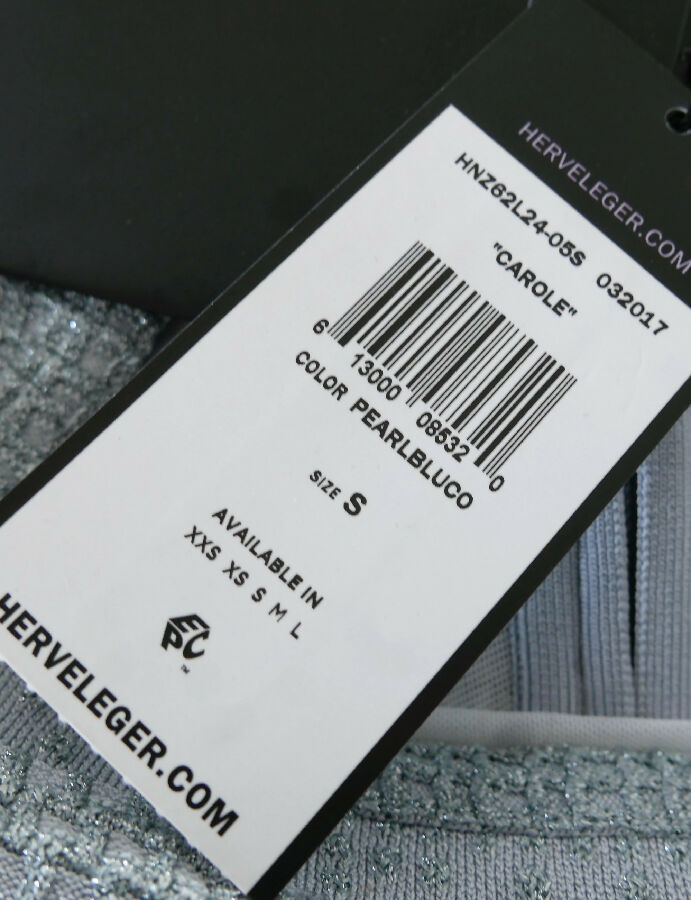 HERVELEGER.COM
HNZ62L24-05S 032017
"CAROLE"
6 13000 08532 0
COLOR PEARLBLUCO
SIZE S
AVAILABLE IN
XXS XS S M L
EPC™
HERVELEGER.COM